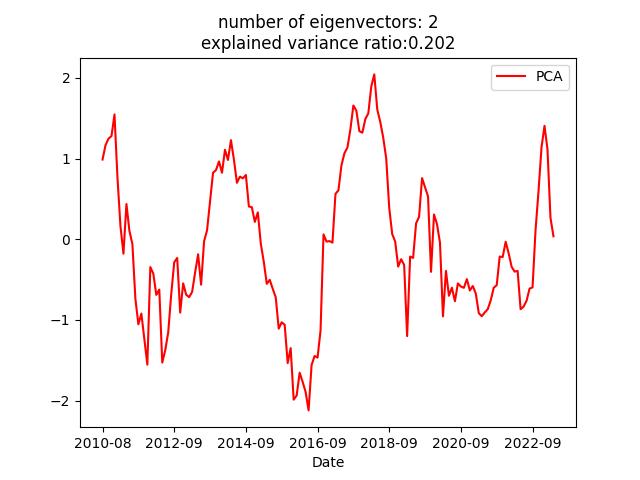 number of eigenvectors: 2
explained variance ratio:0.202
PCA
2
1
0
−1
−2
2010-08 2012-09 2014-09 2016-09 2018-09 2020-09 2022-09
Date